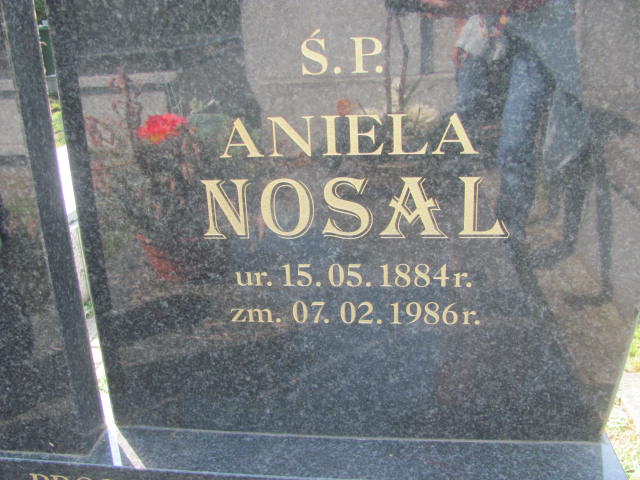 Ś.P.
ANIELA
NOSAL
ur. 15.05.1884r.
zm. 07.02.1986r.